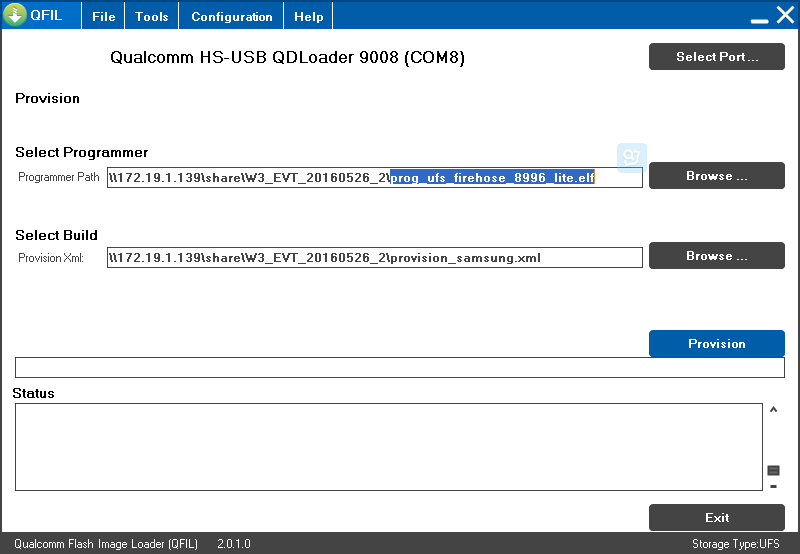 QFIL File Tools Configuration Help
Qualcomm HS-USB QDLoader 9008 (COM8)
Select Port ...
Provision
Select Programmer
Programmer Path \\172.19.1.139\share\W3_EVT_20160526_2\prog_ufs_firehose_8996_lite.elf Browse ...
Select Build
Provision Xml: \\172.19.1.139\share\W3_EVT_20160526_2\provision_samsung.xml Browse ...
Provision
Status
Exit
Qualcomm Flash Image Loader (QFIL) 2.0.1.0 Storage Type:UFS